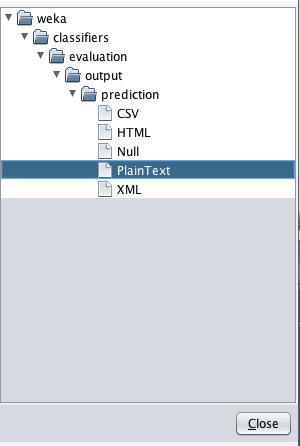 weka
classifiers
evaluation
output
prediction
CSV
HTML
Null
PlainText
XML
Close